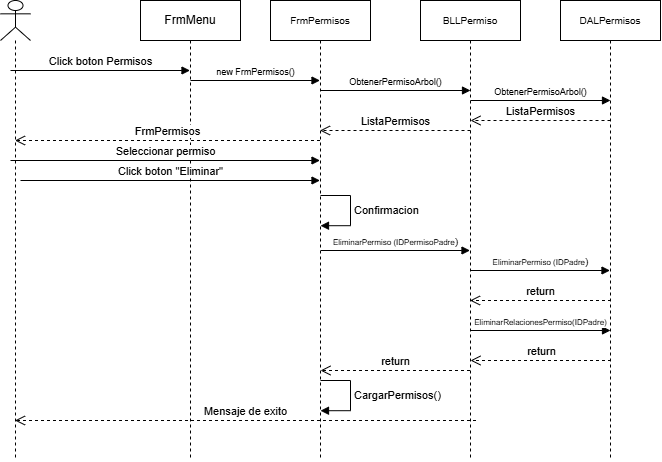 FrmMenu
FrmPermisos
BLLPermiso
DALPermisos
Click boton Permisos
new FrmPermisos()
ObtenerPermisoArbol()
ObtenerPermisoArbol()
ListaPermisos
ListaPermisos
FrmPermisos
Seleccionar permiso
Click boton "Eliminar"
Confirmacion
EliminarPermiso (IDPermisoPadre)
EliminarPermiso (IDPadre)
return
EliminarRelacionesPermiso(IDPadre)
return
return
CargarPermisos()
Mensaje de exito